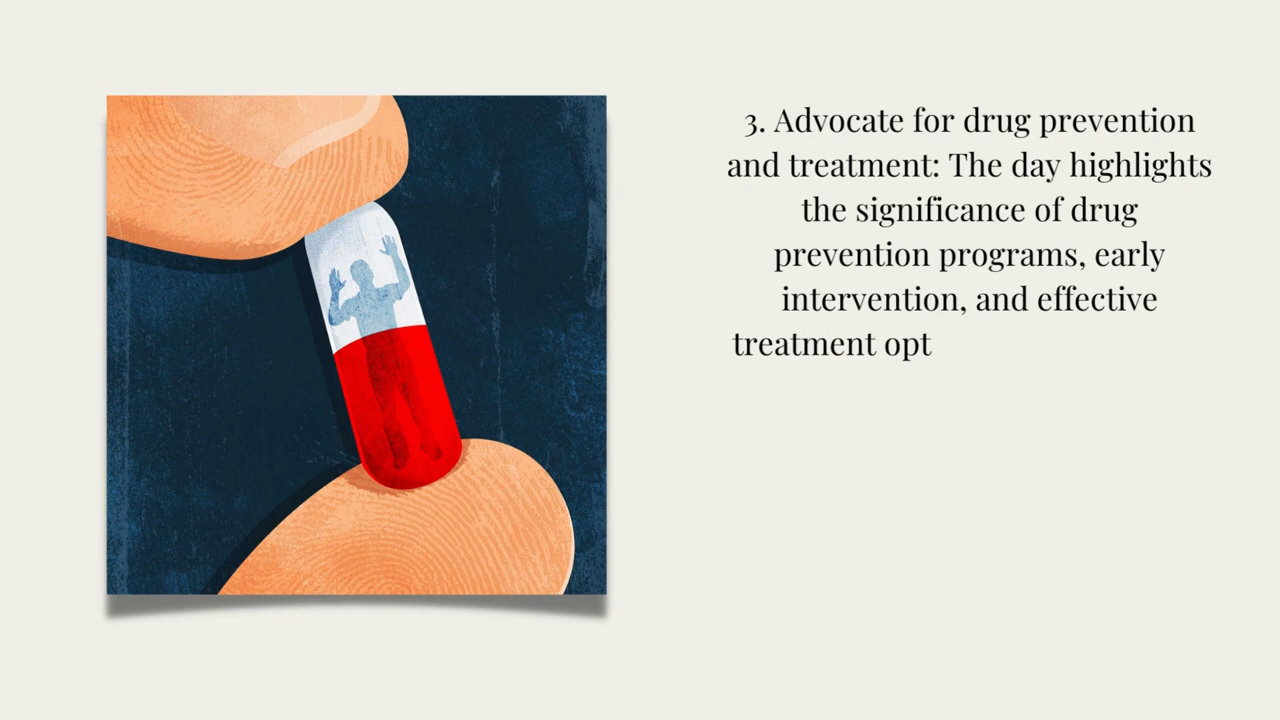 3. Advocate for drug prevention
and treatment: The day highlights
the significance of drug
prevention programs, early
intervention, and effective
treatment opt